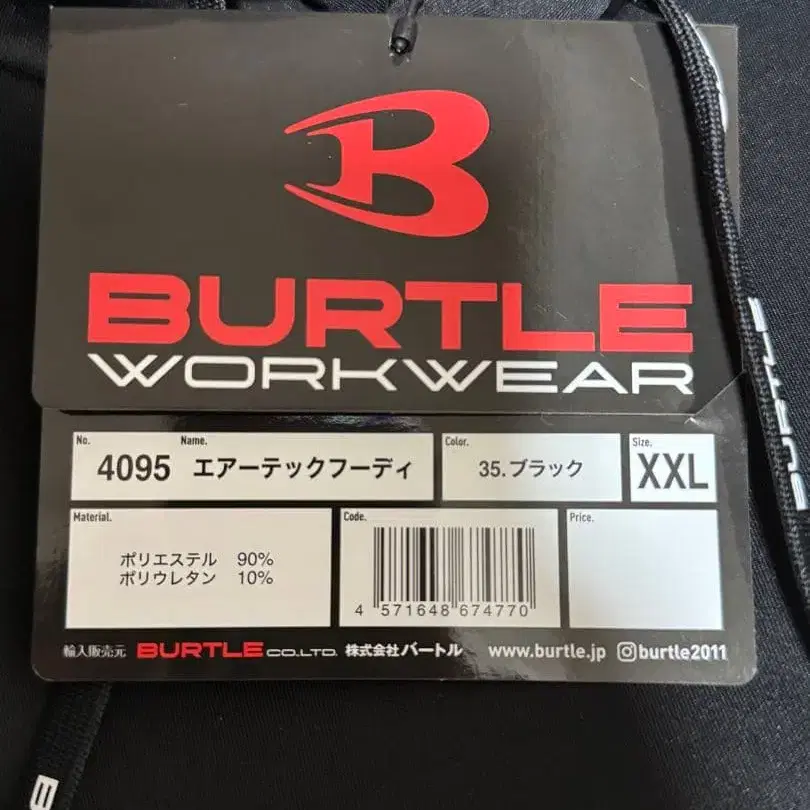 B
BURTLE
WORKWEAR
No. Name. Color. Size.
4095 エアーテックフーディ 35.ブラック XXL
Material. Code. Price.
ポリエステル 90%
ポリウレタン 10%
4 571648 674770
輸入販売元 BURTLE CO.,LTD. 株式会社バートル www.burtle.jp burtle2011
BURTLE
B